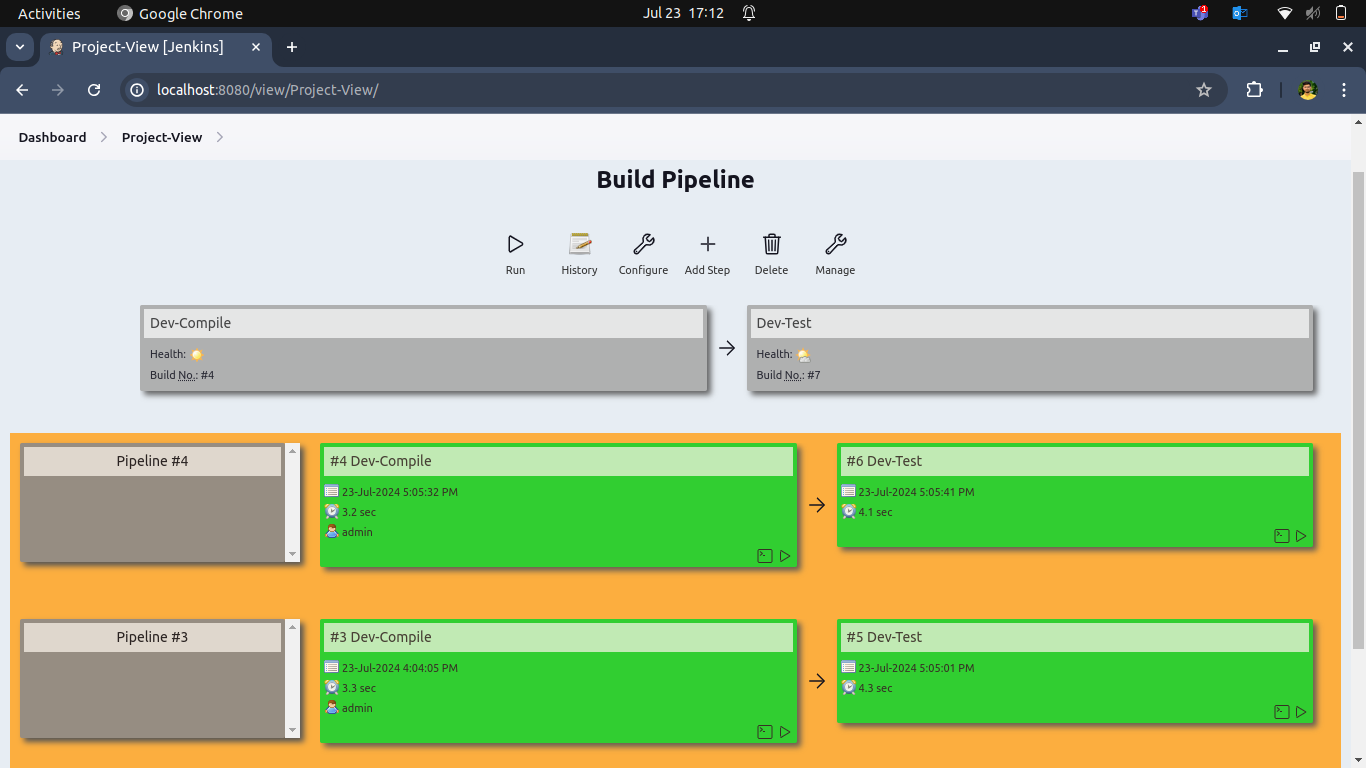 Activities Google Chrome Jul 23 17:12 1
Project-View [Jenkins]
localhost:8080/view/Project-View/
Dashboard Project-View
Build Pipeline
Run History Configure Add Step Delete Manage
Dev-Compile
Health:
Build No.: #4
Dev-Test
Health:
Build No.: #7
Pipeline #4
#4 Dev-Compile
23-Jul-2024 5:05:32 PM
3.2 sec
admin
#6 Dev-Test
23-Jul-2024 5:05:41 PM
4.1 sec
Pipeline #3
#3 Dev-Compile
23-Jul-2024 4:04:05 PM
3.3 sec
admin
#5 Dev-Test
23-Jul-2024 5:05:01 PM
4.3 sec